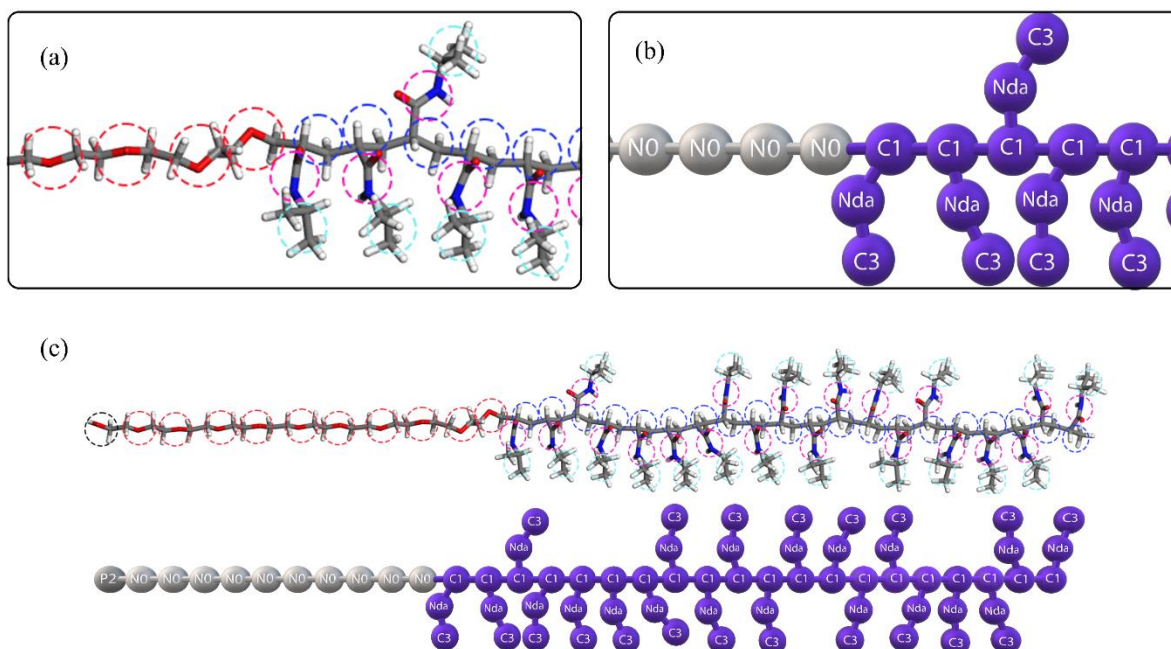 (a)
(b)
C3
Nda
N0 N0 N0 N0 C1 C1 C1 C1 C1
Nda Nda Nda Nda
C3 C3 C3 C3
(c)
C3 C3 C3 C3 C3 C3 C3 C3
Nda Nda Nda Nda Nda Nda Nda Nda
P2 N0 N0 N0 N0 N0 N0 N0 N0 N0 N0 C1 C1 C1 C1 C1 C1 C1 C1 C1 C1 C1 C1 C1 C1 C1 C1 C1 C1 C1 C1
Nda Nda Nda Nda Nda Nda Nda Nda Nda Nda Nda Nda
C3 C3 C3 C3 C3 C3 C3 C3 C3 C3 C3 C3